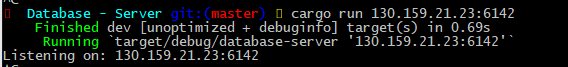 Database - Server git:(master) ▯ cargo run 130.159.21.23:6142
Finished dev [unoptimized + debuginfo] target(s) in 0.69s
Running `target/debug/database-server '130.159.21.23:6142'`
Listening on: 130.159.21.23:6142